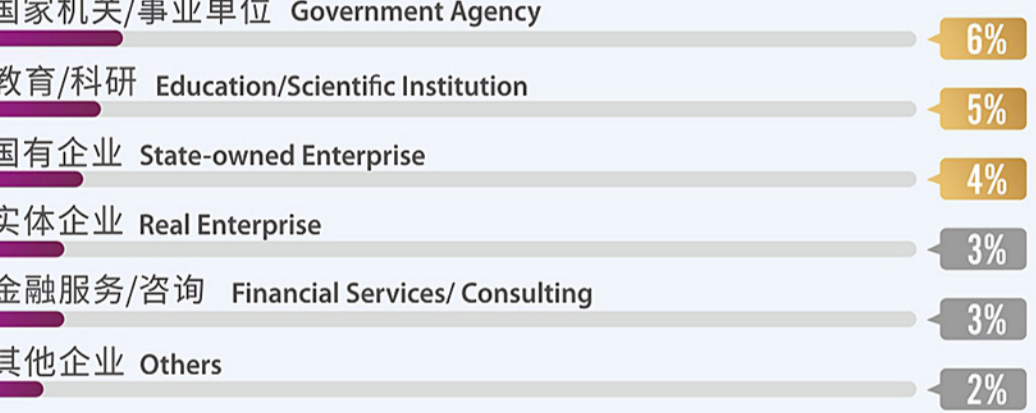 国家机关/事业单位 Government Agency
6%
教育/科研 Education/Scientific Institution
5%
国有企业 State-owned Enterprise
4%
实体企业 Real Enterprise
3%
金融服务/咨询 Financial Services/ Consulting
3%
其他企业 Others
2%